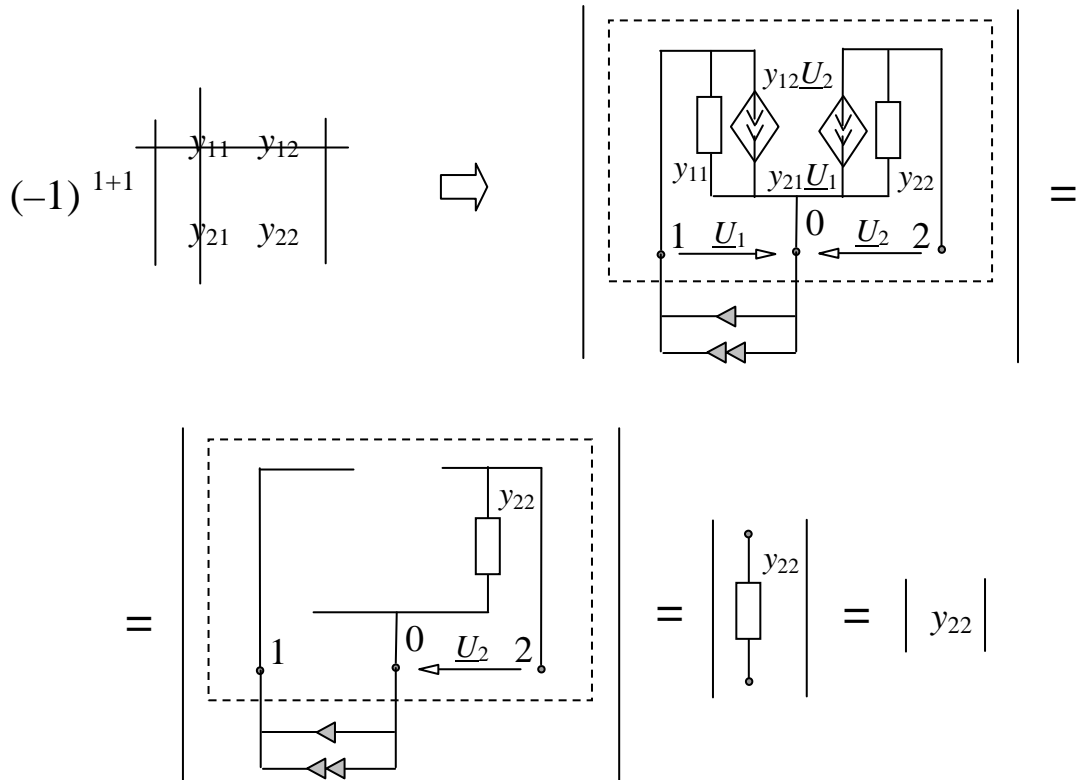 (–1) 1+1
y11 y12
y21 y22
y12U2
y11 y21U1 y22
1 U1 0 U2 2
=
=
y22
1 0 U2 2
=
y22
=
y22